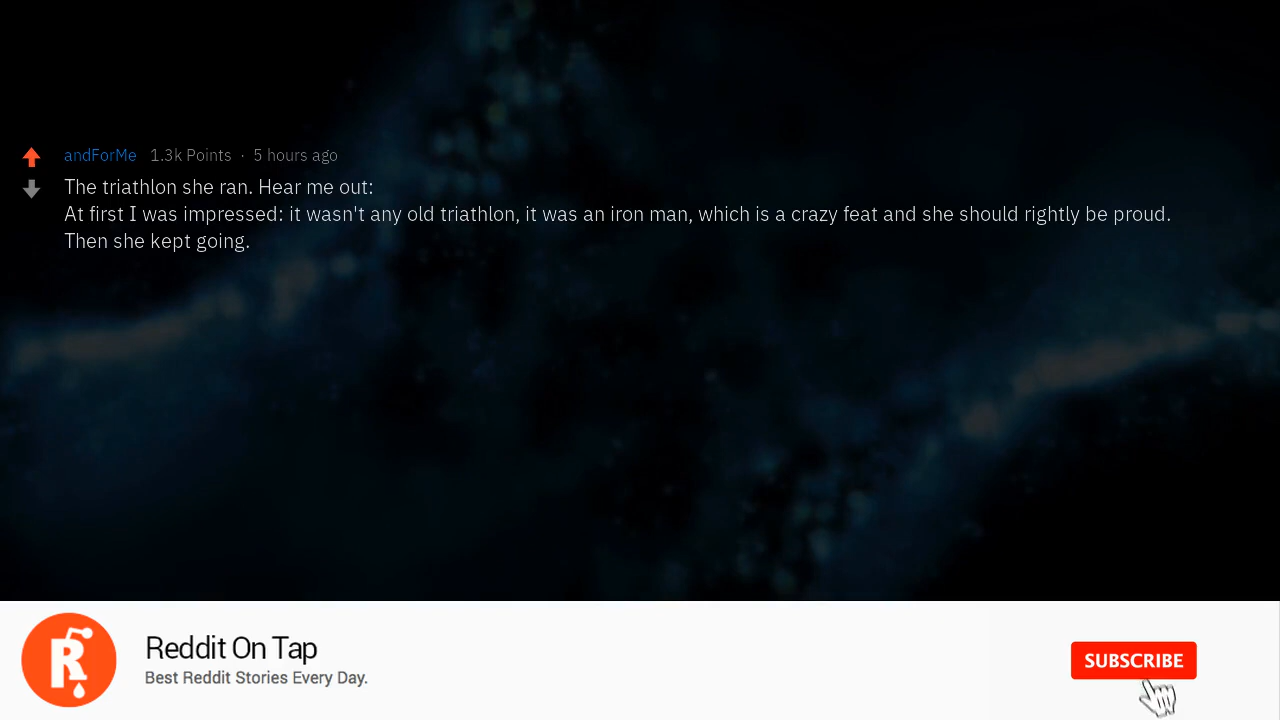 andForMe 1.3k Points · 5 hours ago
The triathlon she ran. Hear me out:
At first I was impressed: it wasn't any old triathlon, it was an iron man, which is a crazy feat and she should rightly be proud.
Then she kept going.
Reddit On Tap
Best Reddit Stories Every Day.
SUBSCRIBE